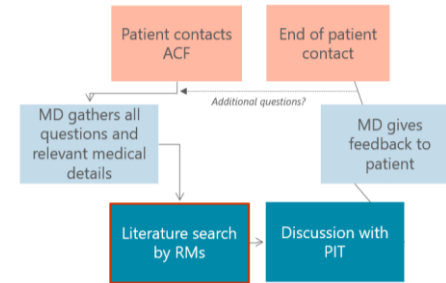 Patient contacts
ACF
End of patient
contact
Additional questions?
MD gathers all
questions and
relevant medical
details
MD gives
feedback to
patient
Literature search
by RMs
Discussion with
PIT